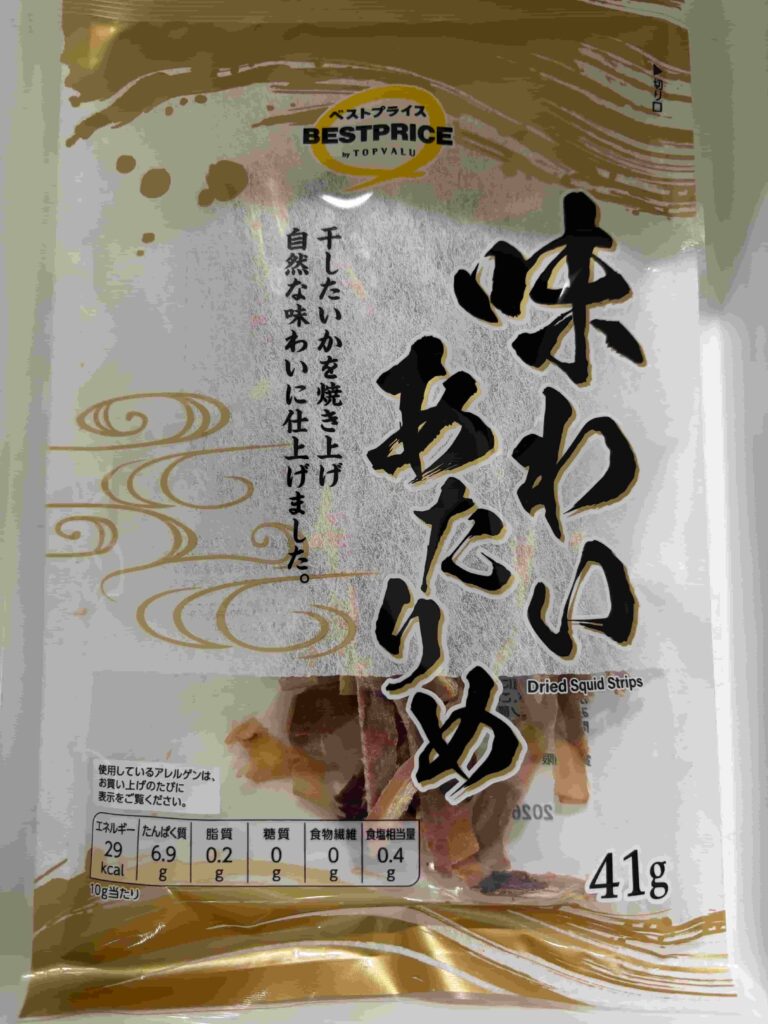 ▶切り口
ベストプライス
BESTPRICE
by TOPVALU
味わい
あたりめ
Dried Squid Strips
干したいかを焼き上げ
自然な味わいに仕上げました。
使用しているアレルゲンは、
お買い上げのたびに
表示をご覧ください。
エネルギー たんぱく質 脂質 糖質 食物繊維 食塩相当量
29 6.9 0.2 0 0 0.4
kcal g g g g g
10g当たり
41g
2026